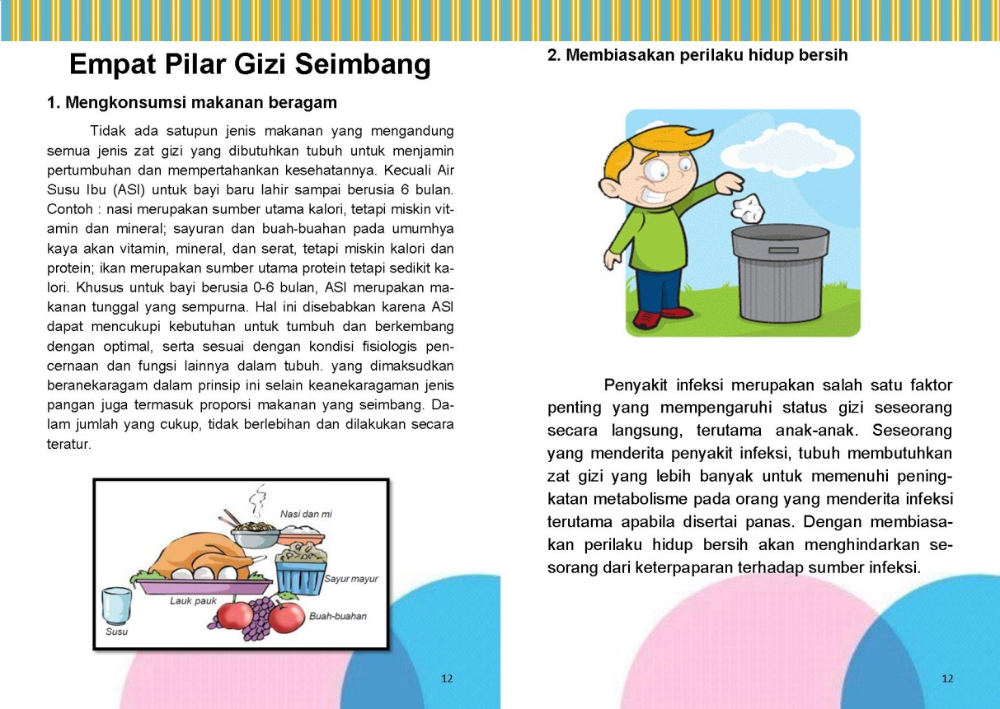 Empat Pilar Gizi Seimbang
1. Mengkonsumsi makanan beragam
Tidak ada satupun jenis makanan yang mengandung
semua jenis zat gizi yang dibutuhkan tubuh untuk menjamin
pertumbuhan dan mempertahankan kesehatannya. Kecuali Air
Susu Ibu (ASI) untuk bayi baru lahir sampai berusia 6 bulan.
Contoh : nasi merupakan sumber utama kalori, tetapi miskin vit-
amin dan mineral; sayuran dan buah-buahan pada umumhya
kaya akan vitamin, mineral, dan serat, tetapi miskin kalori dan
protein; ikan merupakan sumber utama protein tetapi sedikit ka-
lori. Khusus untuk bayi berusia 0-6 bulan, ASI merupakan ma-
kanan tunggal yang sempurna. Hal ini disebabkan karena ASI
dapat mencukupi kebutuhan untuk tumbuh dan berkembang
dengan optimal, serta sesuai dengan kondisi fisiologis pen-
cernaan dan fungsi lainnya dalam tubuh. yang dimaksudkan
beranekaragam dalam prinsip ini selain keanekaragaman jenis
pangan juga termasuk proporsi makanan yang seimbang. Da-
lam jumlah yang cukup, tidak berlebihan dan dilakukan secara
teratur.
Nasi dan mi
Sayur mayur
Lauk pauk
Buah-buahan
Susu
12
2. Membiasakan perilaku hidup bersih
Penyakit infeksi merupakan salah satu faktor
penting yang mempengaruhi status gizi seseorang
secara langsung, terutama anak-anak. Seseorang
yang menderita penyakit infeksi, tubuh membutuhkan
zat gizi yang lebih banyak untuk memenuhi pening-
katan metabolisme pada orang yang menderita infeksi
terutama apabila disertai panas. Dengan membiasa-
kan perilaku hidup bersih akan menghindarkan se-
sorang dari keterpaparan terhadap sumber infeksi.
12